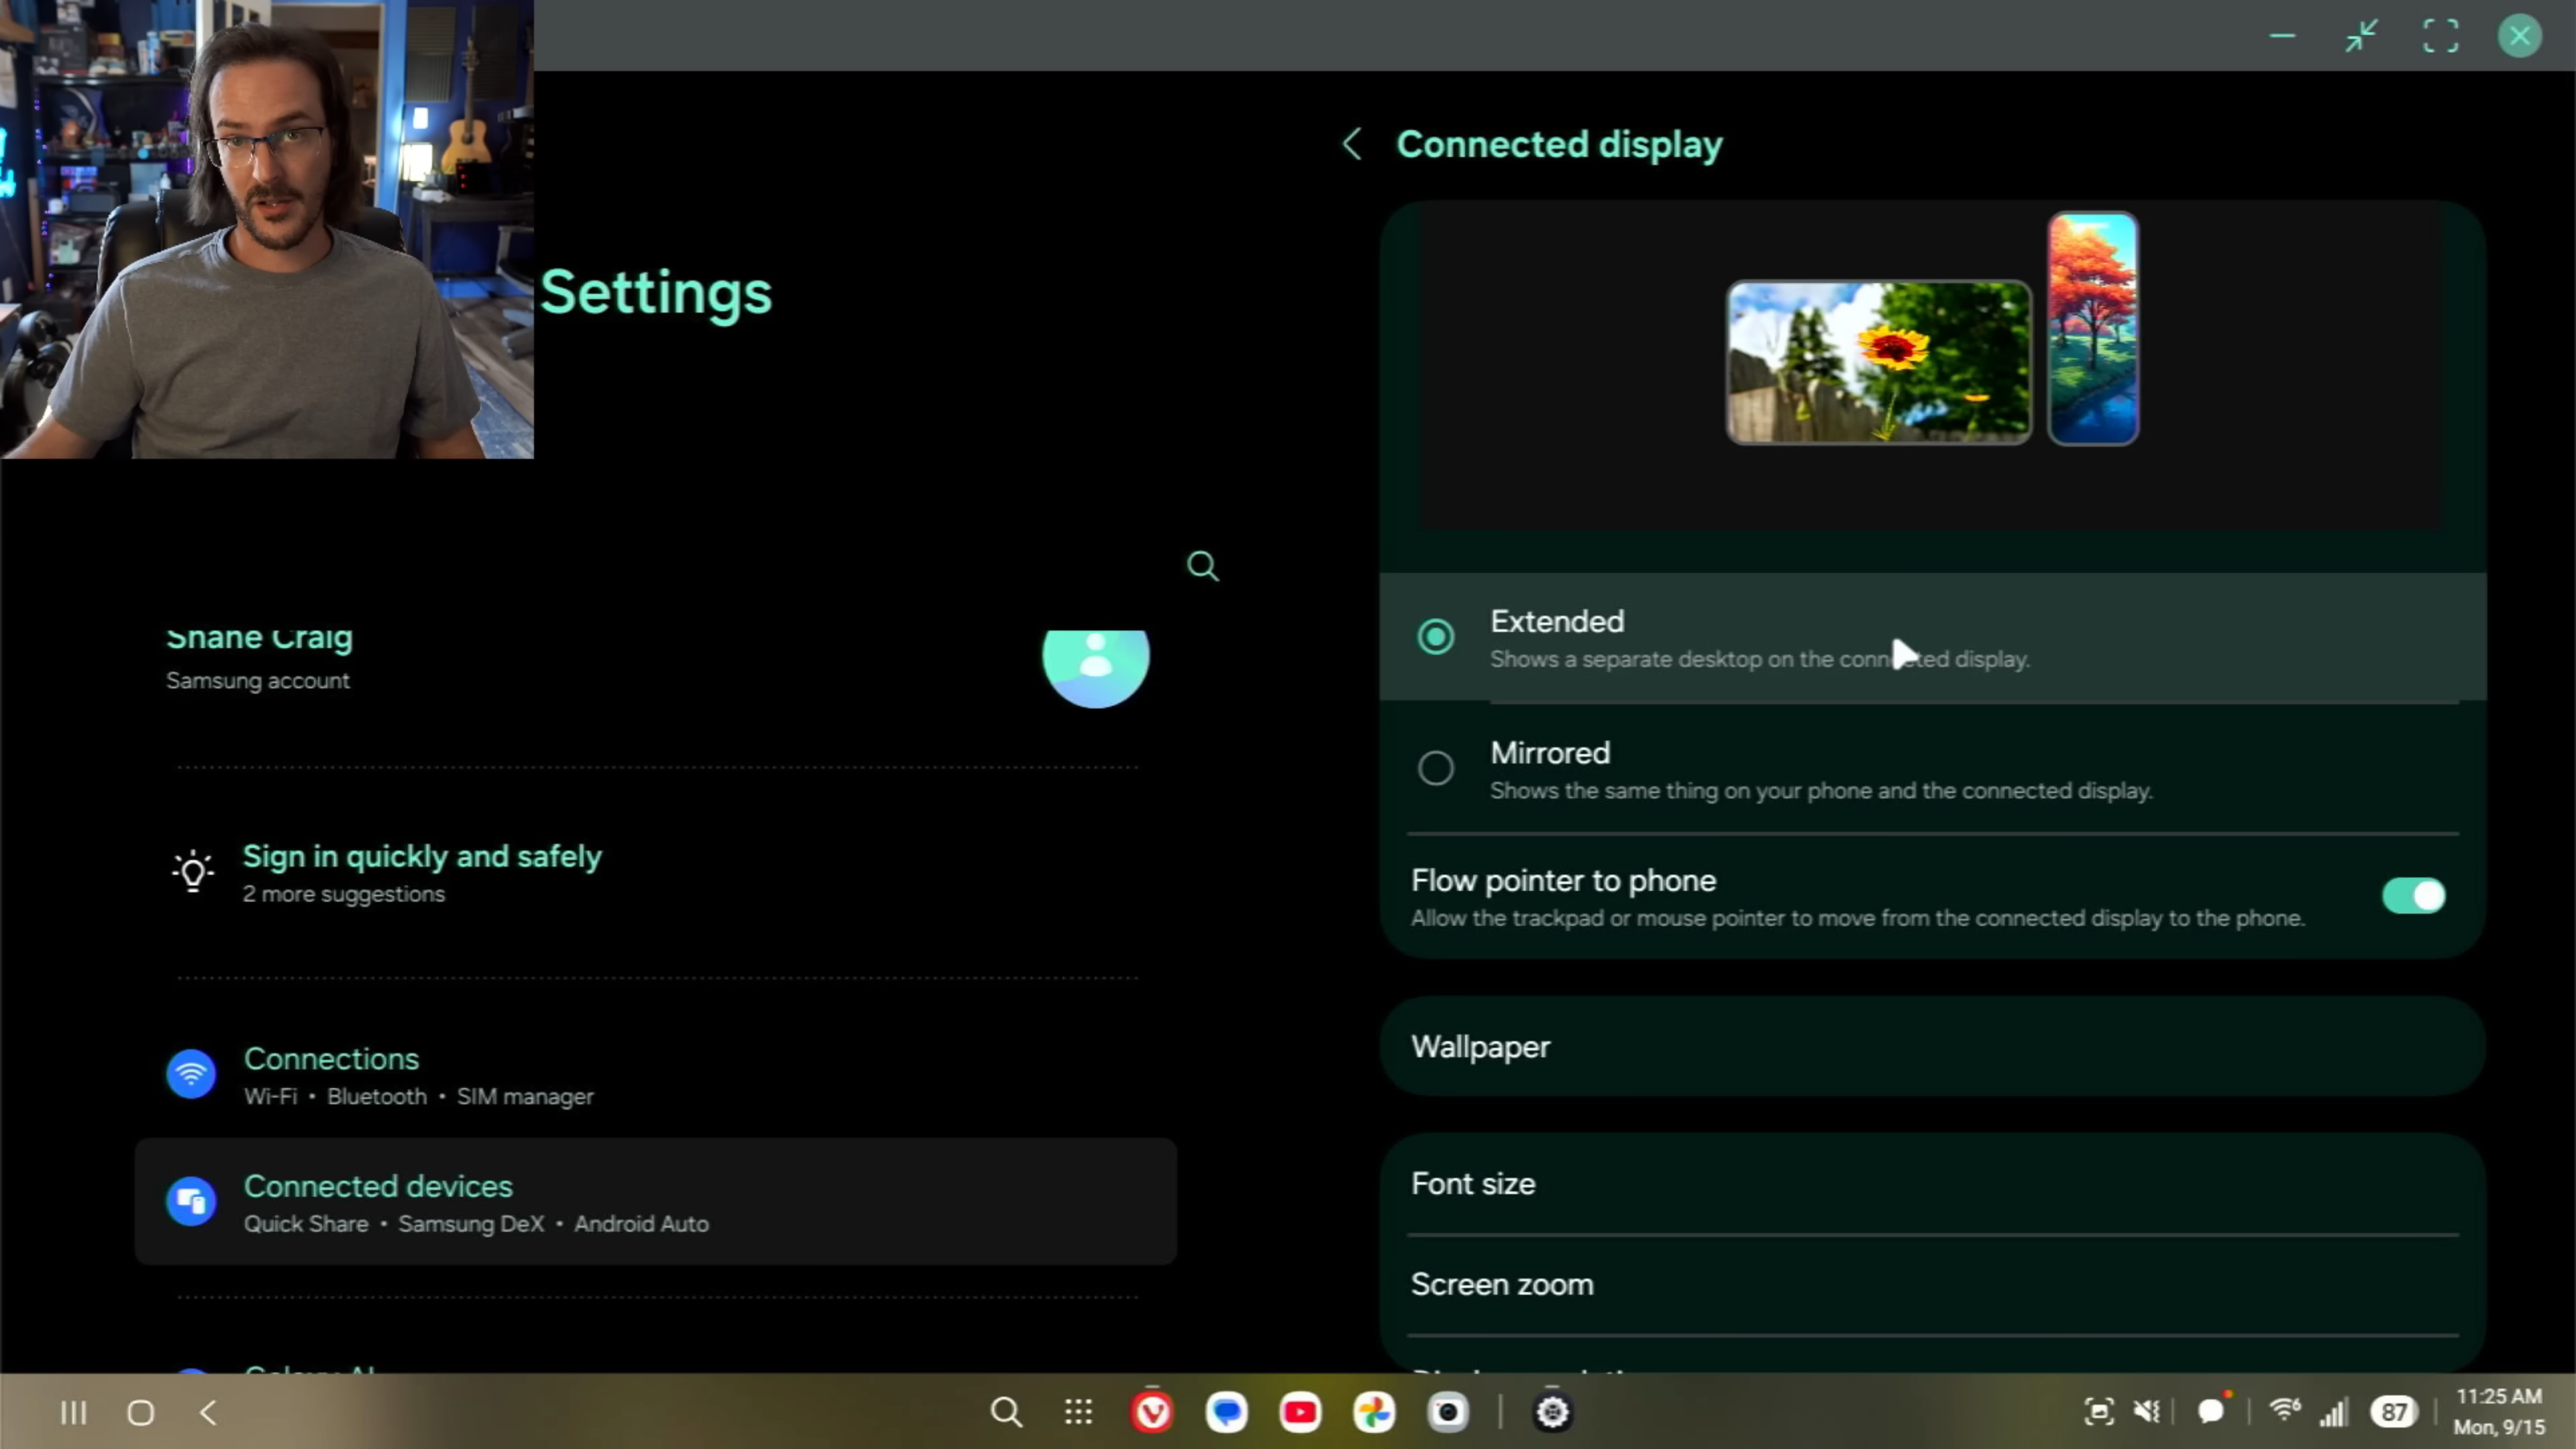 Settings
Shane Craig
Samsung account
Sign in quickly and safely
2 more suggestions
Connections
Wi-Fi • Bluetooth • SIM manager
Connected devices
Quick Share • Samsung DeX • Android Auto
Galaxy AI
Connected display
Extended
Shows a separate desktop on the connected display.
Mirrored
Shows the same thing on your phone and the connected display.
Flow pointer to phone
Allow the trackpad or mouse pointer to move from the connected display to the phone.
Wallpaper
Font size
Screen zoom
6
87
11:25 AM
Mon, 9/15